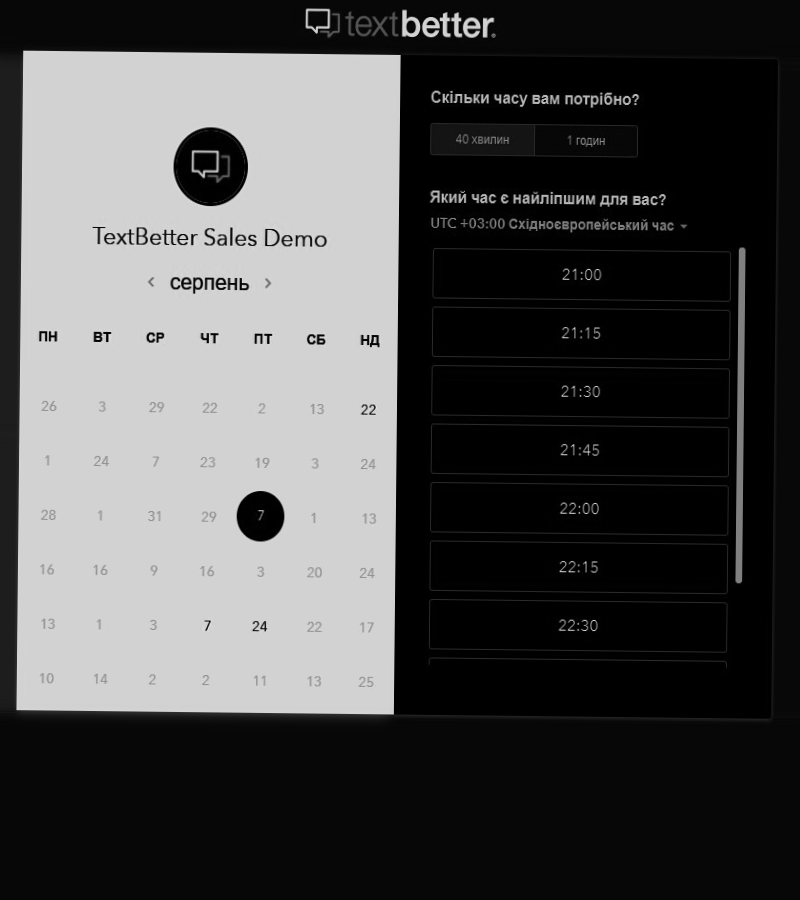 textbetter.
TextBetter Sales Demo
‹ серпень ›
ПН ВТ СР ЧТ ПТ СБ НД
26 3 29 22 2 13 22
1 24 7 23 19 3 24
28 1 31 29 7 1 13
16 16 9 16 3 20 24
13 1 3 7 24 22 17
10 14 2 2 11 13 25
Скільки часу вам потрібно?
40 хвилин 1 годин
Який час є найліпшим для вас?
UTC +03:00 Східноєвропейський час
21:00
21:15
21:30
21:45
22:00
22:15
22:30